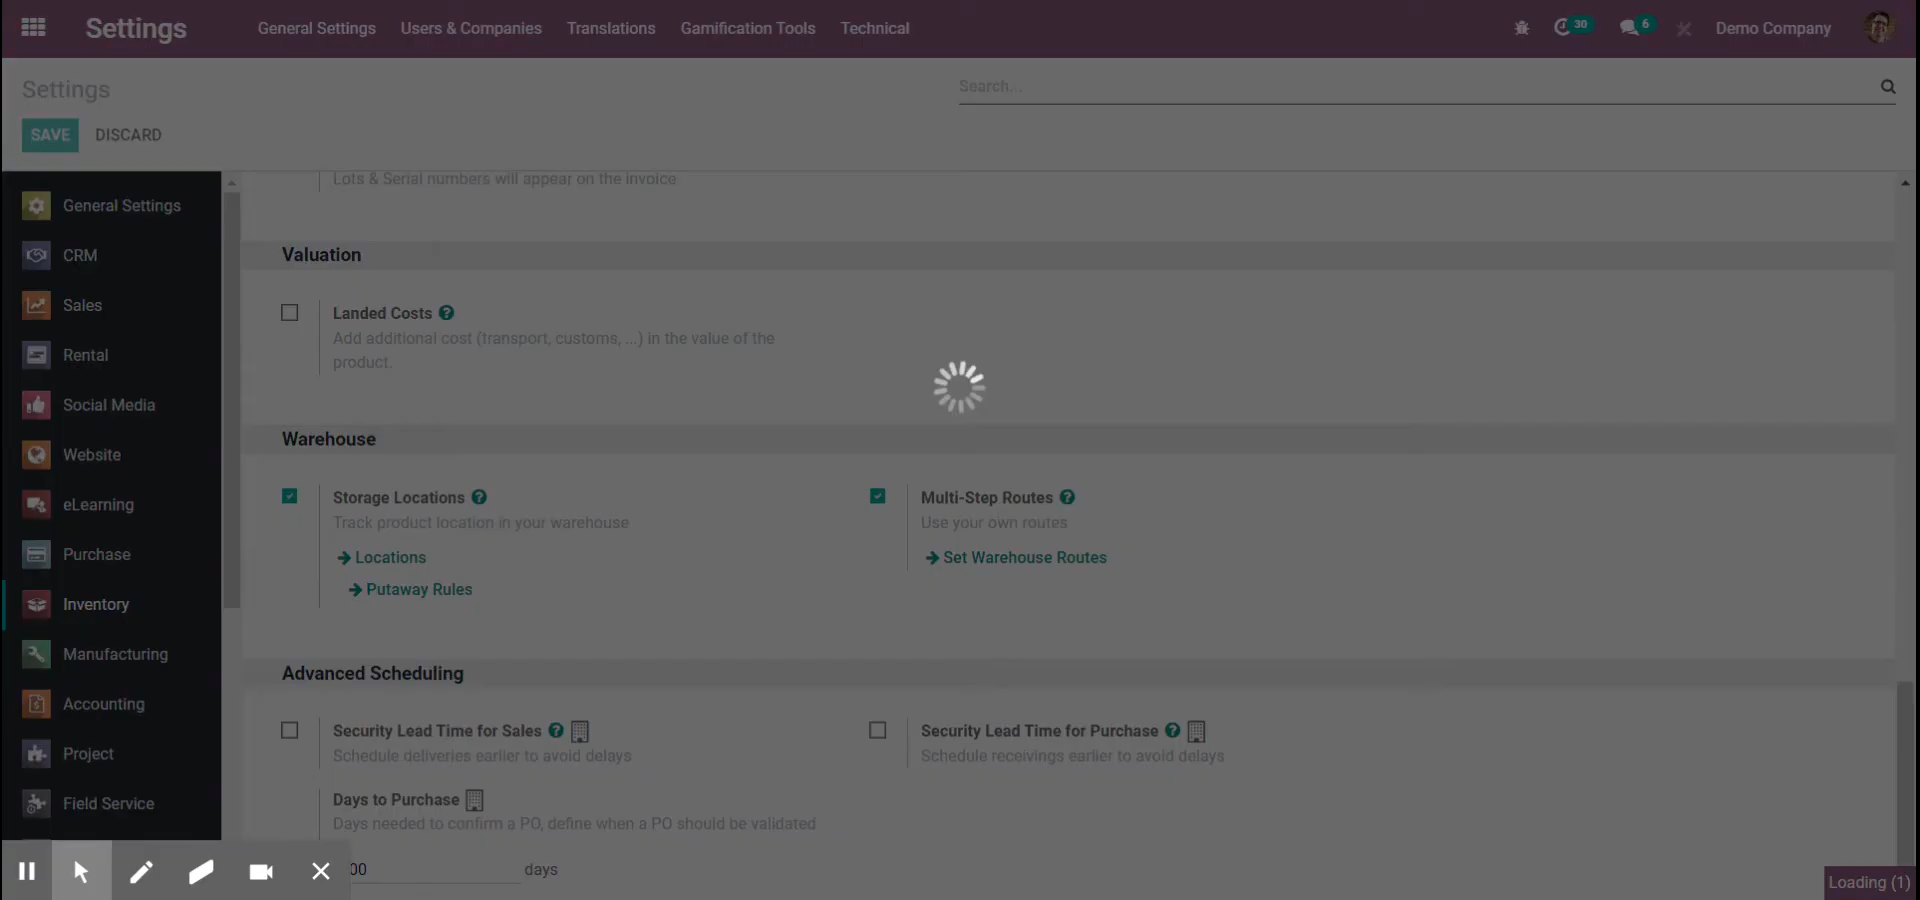 Settings
General Settings
Users & Companies
Translations
Gamification Tools
Technical
30
6
Demo Company
Settings
Search...
SAVE
DISCARD
General Settings
CRM
Sales
Rental
Social Media
Website
eLearning
Purchase
Inventory
Manufacturing
Accounting
Project
Field Service
Lots & Serial numbers will appear on the invoice
Valuation
Landed Costs
Add additional cost (transport, customs, ...) in the value of the
product.
Warehouse
Storage Locations
Track product location in your warehouse
Locations
Putaway Rules
Multi-Step Routes
Use your own routes
Set Warehouse Routes
Advanced Scheduling
Security Lead Time for Sales
Schedule deliveries earlier to avoid delays
Security Lead Time for Purchase
Schedule receivings earlier to avoid delays
Days to Purchase
Days needed to confirm a PO, define when a PO should be validated
00 days
Loading (1)